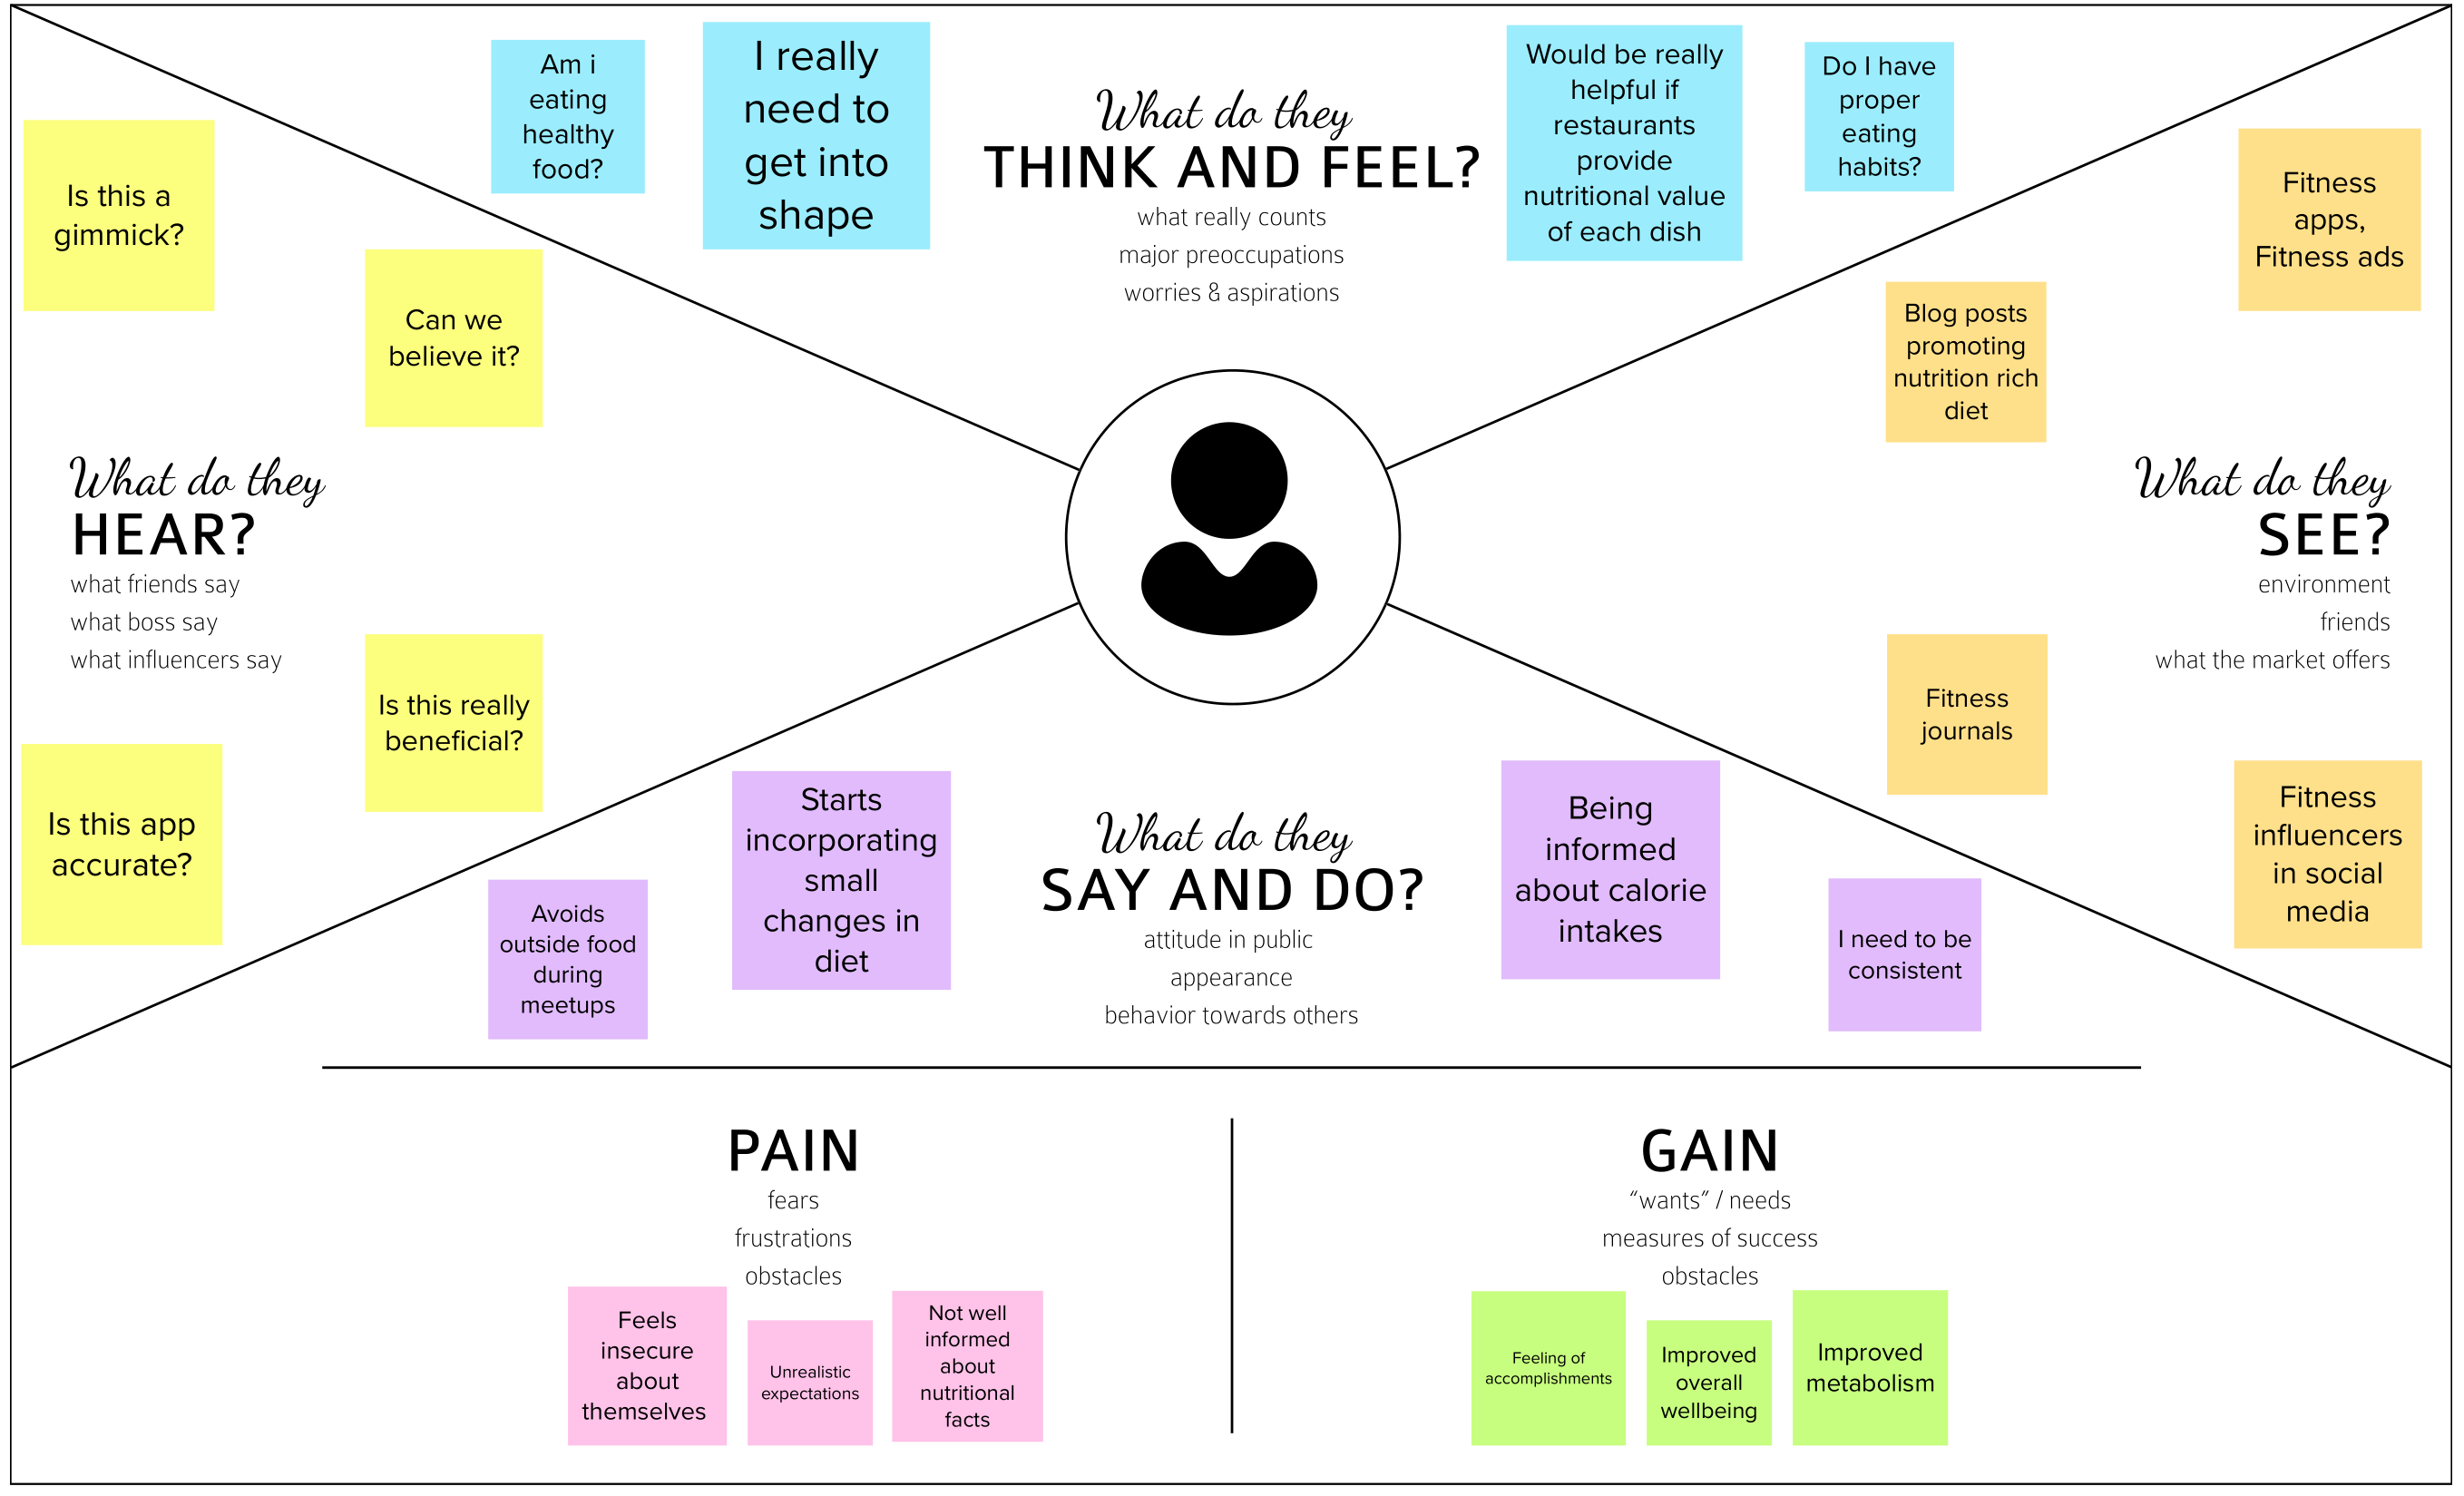 What do they
THINK AND FEEL?
what really counts
major preoccupations
worries & aspirations
Am i
eating
healthy
food?
I really
need to
get into
shape
Would be really
helpful if
restaurants
provide
nutritional value
of each dish
Do I have
proper
eating
habits?
What do they
HEAR?
what friends say
what boss say
what influencers say
Is this a
gimmick?
Can we
believe it?
Is this really
beneficial?
Is this app
accurate?
What do they
SEE?
environment
friends
what the market offers
Fitness
apps,
Fitness ads
Blog posts
promoting
nutrition rich
diet
Fitness
journals
Fitness
influencers
in social
media
What do they
SAY AND DO?
attitude in public
appearance
behavior towards others
Avoids
outside food
during
meetups
Starts
incorporating
small
changes in
diet
Being
informed
about calorie
intakes
I need to be
consistent
PAIN
fears
frustrations
obstacles
Feels
insecure
about
themselves
Unrealistic
expectations
Not well
informed
about
nutritional
facts
GAIN
“wants” / needs
measures of success
obstacles
Feeling of
accomplishments
Improved
overall
wellbeing
Improved
metabolism